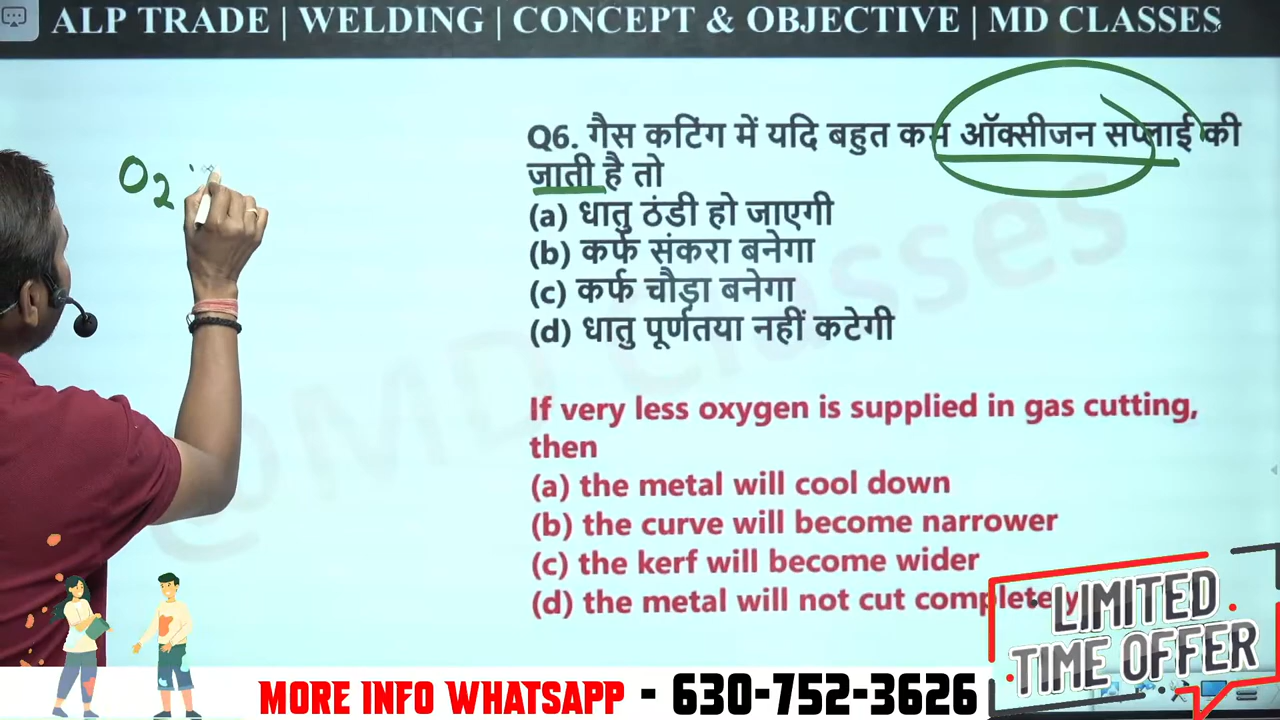 ALP TRADE | WELDING | CONCEPT & OBJECTIVE | MD CLASSES
Q6. गैस कटिंग में यदि बहुत कम ऑक्सीजन सप्लाई की
जाती है तो
(a) धातु ठंडी हो जाएगी
(b) कर्फ संकरा बनेगा
(c) कर्फ चौड़ा बनेगा
(d) धातु पूर्णतया नहीं कटेगी
O2
If very less oxygen is supplied in gas cutting,
then
(a) the metal will cool down
(b) the curve will become narrower
(c) the kerf will become wider
(d) the metal will not cut completely
@MD Classes
LIMITED
TIME OFFER
MORE INFO WHATSAPP - 630-752-3626